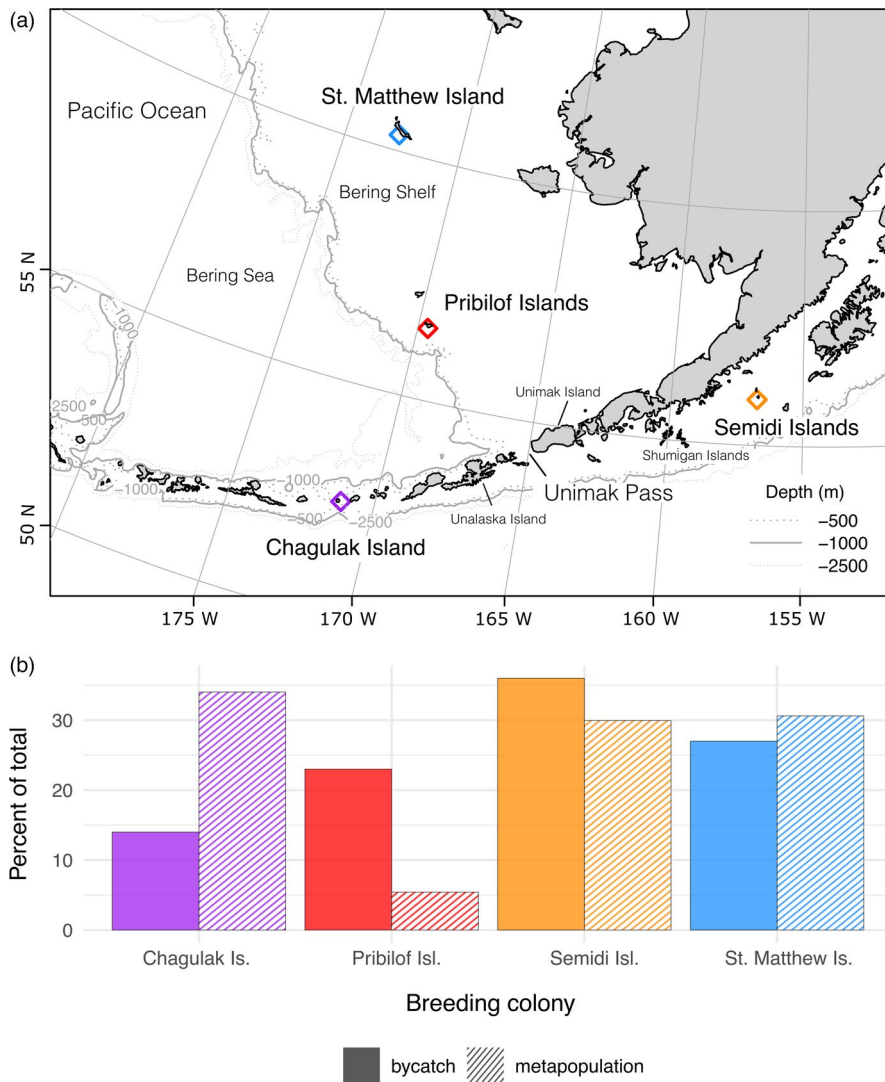 (a)
Pacific Ocean
St. Matthew Island
Bering Shelf
Bering Sea
55 N
Pribilof Islands
−1000
2500
500
Unimak Island
Semidi Islands
Shumigan Islands
−1000
−1000
Unimak Pass
Unalaska Island
−500
−2500
Chagulak Island
50 N
Depth (m)
−500
−1000
−2500
175 W 170 W 165 W 160 W 155 W
(b)
Percent of total
30
20
10
0
Chagulak Is. Pribilof Isl. Semidi Isl. St. Matthew Is.
Breeding colony
bycatch metapopulation